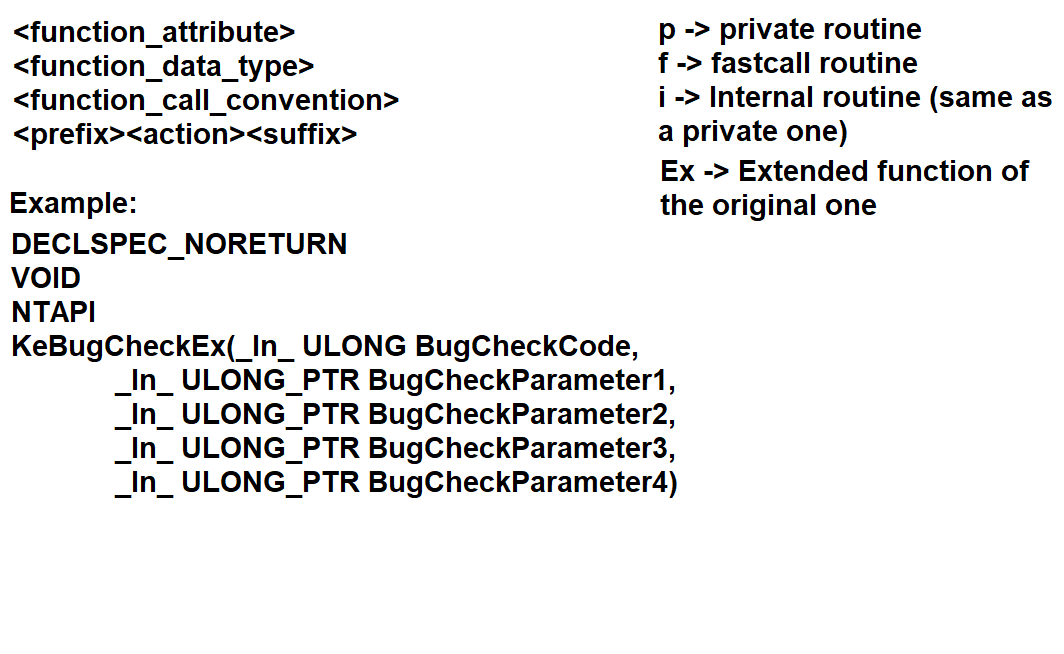 <function_attribute>
<function_data_type>
<function_call_convention>
<prefix><action><suffix>
p -> private routine
f -> fastcall routine
i -> Internal routine (same as
a private one)
Ex -> Extended function of
the original one
Example:
DECLSPEC_NORETURN
VOID
NTAPI
KeBugCheckEx(_In_ ULONG BugCheckCode,
_In_ ULONG_PTR BugCheckParameter1,
_In_ ULONG_PTR BugCheckParameter2,
_In_ ULONG_PTR BugCheckParameter3,
_In_ ULONG_PTR BugCheckParameter4)